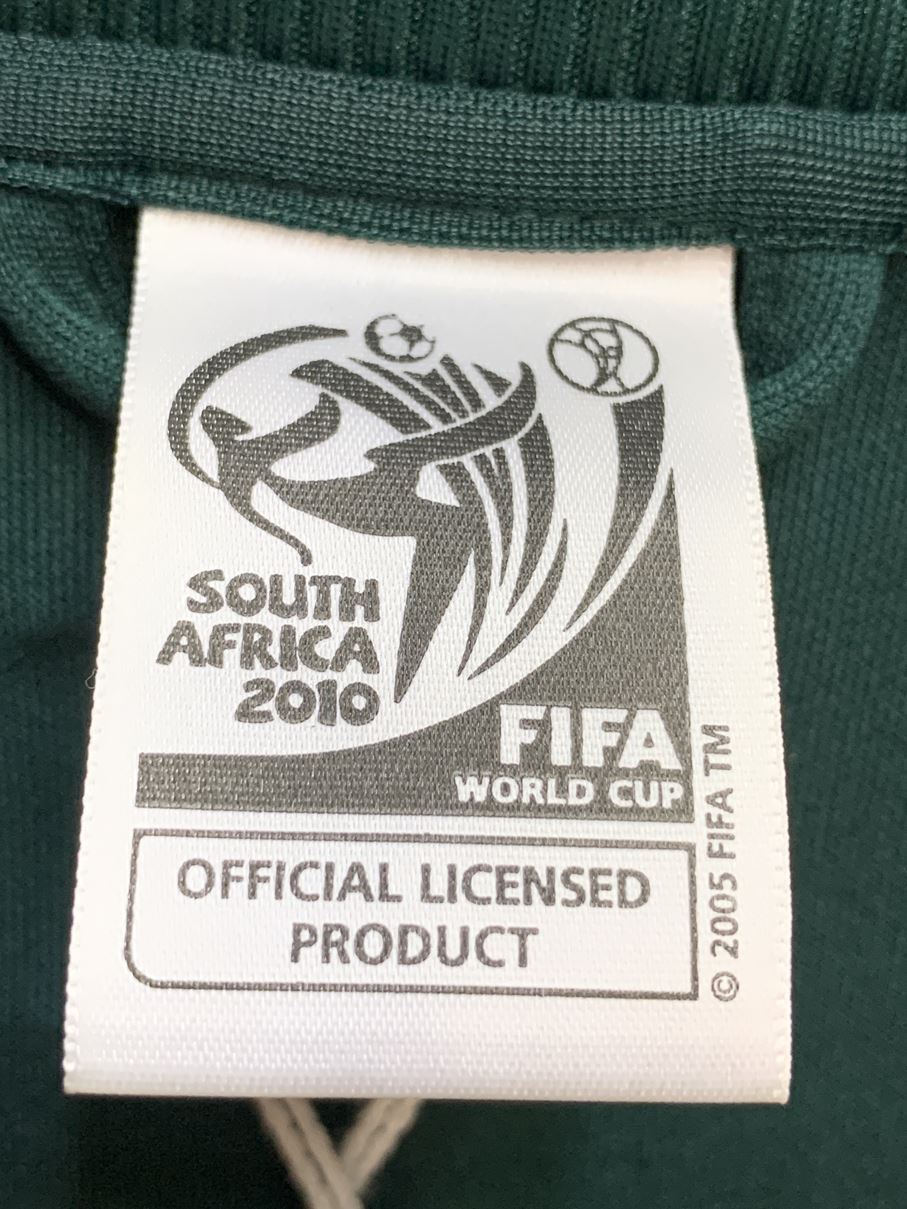 SOUTH
AFRICA
2010
FIFA
WORLD CUP
OFFICIAL LICENSED
PRODUCT
© 2005 FIFA TM